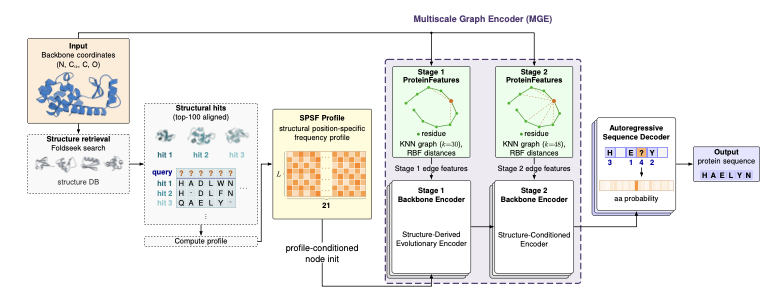 Multiscale Graph Encoder (MGE)
Input
Backbone coordinates
(N, Cα, C, O)
Structure retrieval
Foldseek search
structure DB
Structural hits
(top-100 aligned)
hit 1 hit 2 hit 3
query ? ? ? ? ? ?
hit 1 H A D L W N
hit 2 H - D L F N
hit 3 Q A E L Y -
...
⋮
Compute profile
SPSF Profile
structural position-specific
frequency profile
L
21
profile-conditioned
node init
Stage 1
ProteinFeatures
residue
KNN graph (k=30),
RBF distances
Stage 1 edge features
Stage 1
Backbone Encoder
Structure-Derived
Evolutionary Encoder
Stage 2
ProteinFeatures
residue
KNN graph (k=48),
RBF distances
Stage 2 edge features
Stage 2
Backbone Encoder
Structure-Conditioned
Encoder
Autoregressive
Sequence Decoder
H E ? Y
3 1 4 2
aa probability
Output
protein sequence
H A E L Y N